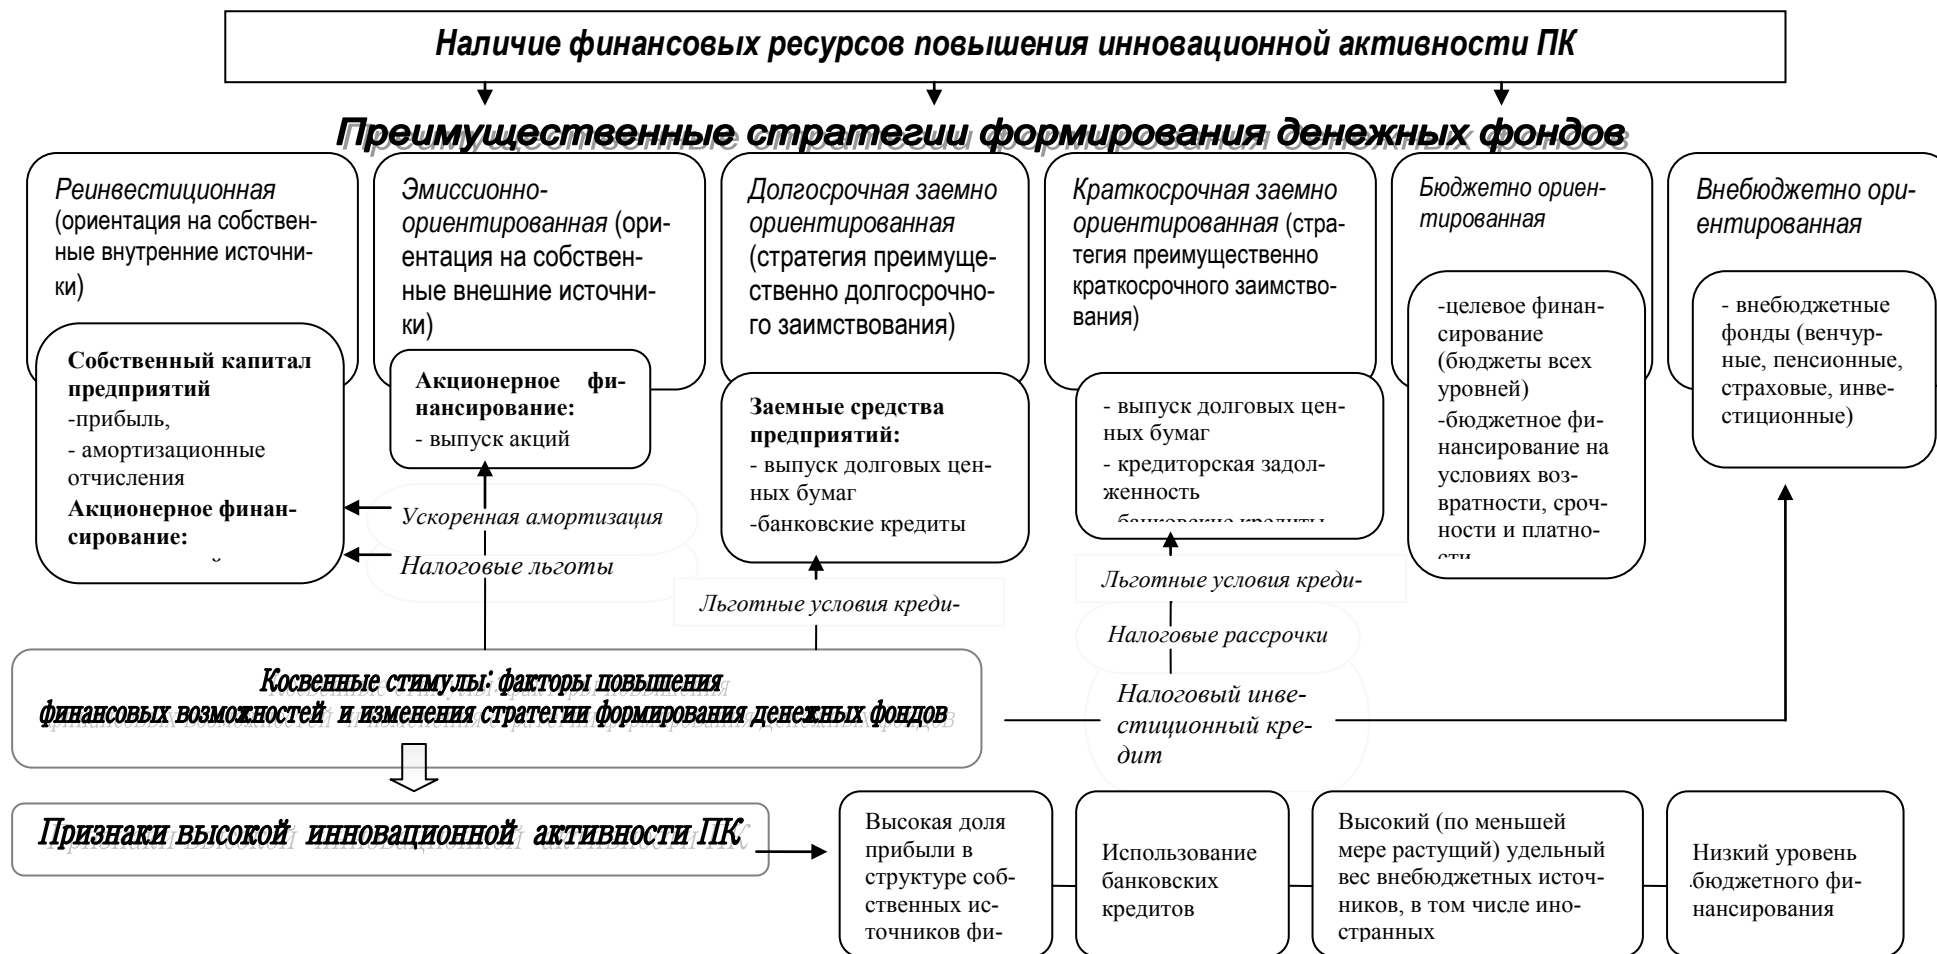 Наличие финансовых ресурсов повышения инновационной активности ПК
Преимущественные стратегии формирования денежных фондов
Реинвестиционная
(ориентация на собствен-
ные внутренние источни-
ки)
Собственный капитал
предприятий
-прибыль,
- амортизационные
отчисления
Акционерное финан-
сирование:
Эмиссионно-
ориентированная (ори-
ентация на собствен-
ные внешние источни-
ки)
Акционерное фи-
нансирование:
- выпуск акций
Долгосрочная заемно
ориентированная
(стратегия преимуще-
ственно долгосрочно-
го заимствования)
Заемные средства
предприятий:
- выпуск долговых цен-
ных бумаг
-банковские кредиты
Краткосрочная заемно
ориентированная (стра-
тегия преимущественно
краткосрочного заимство-
вания)
- выпуск долговых цен-
ных бумаг
- кредиторская задол-
женность
- банковские кредиты
Бюджетно ориен-
тированная
-целевое финан-
сирование
(бюджеты всех
уровней)
-бюджетное фи-
нансирование на
условиях воз-
вратности, сроч-
ности и платно-
сти
Внебюджетно ори-
ентированная
- внебюджетные
фонды (венчур-
ные, пенсионные,
страховые, инве-
стиционные)
Ускоренная амортизация
Налоговые льготы
Льготные условия креди-
Льготные условия креди-
Налоговые рассрочки
Налоговый инве-
стиционный кре-
дит
Косвенные стимулы: факторы повышения
финансовых возможностей и изменения стратегии формирования денежных фондов
Признаки высокой инновационной активности ПК
Высокая доля
прибыли в
структуре соб-
ственных ис-
точников фи-
Использование
банковских
кредитов
Высокий (по меньшей
мере растущий) удельный
вес внебюджетных источ-
ников, в том числе ино-
странных
Низкий уровень
бюджетного фи-
нансирования